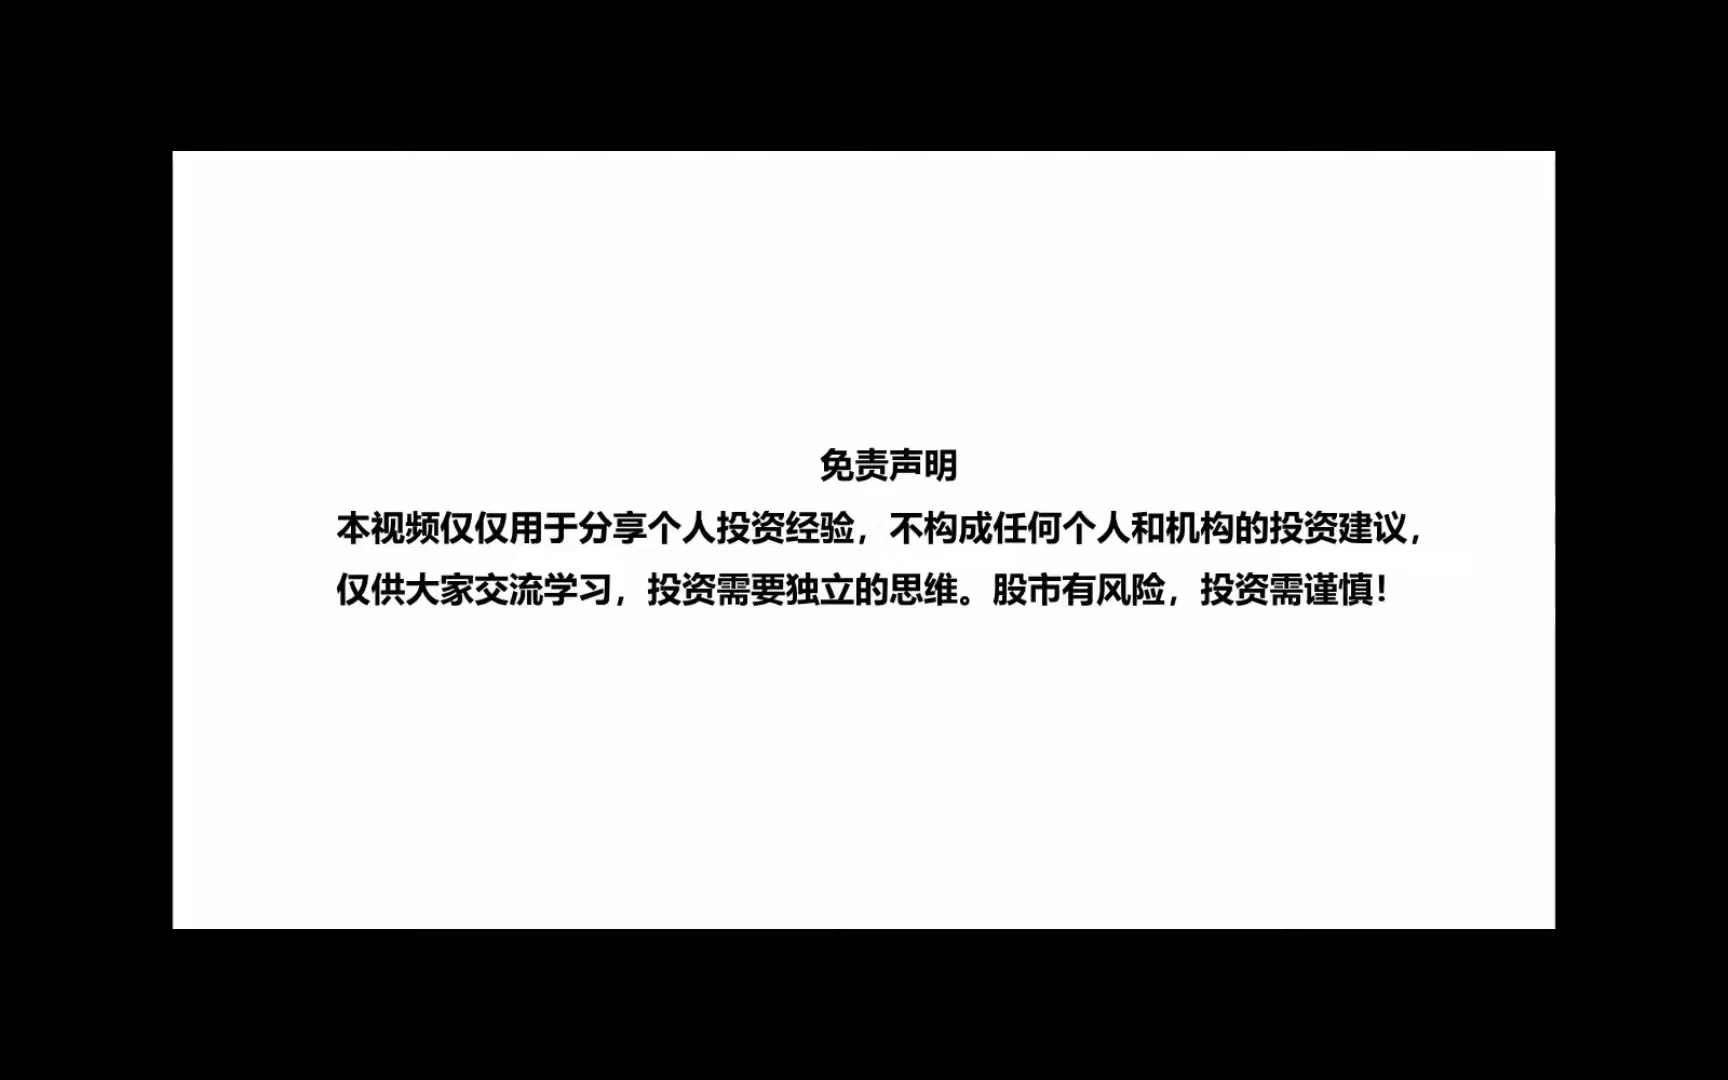 免责声明
本视频仅仅用于分享个人投资经验，不构成任何个人和机构的投资建议，
仅供大家交流学习，投资需要独立的思维。股市有风险，投资需谨慎！